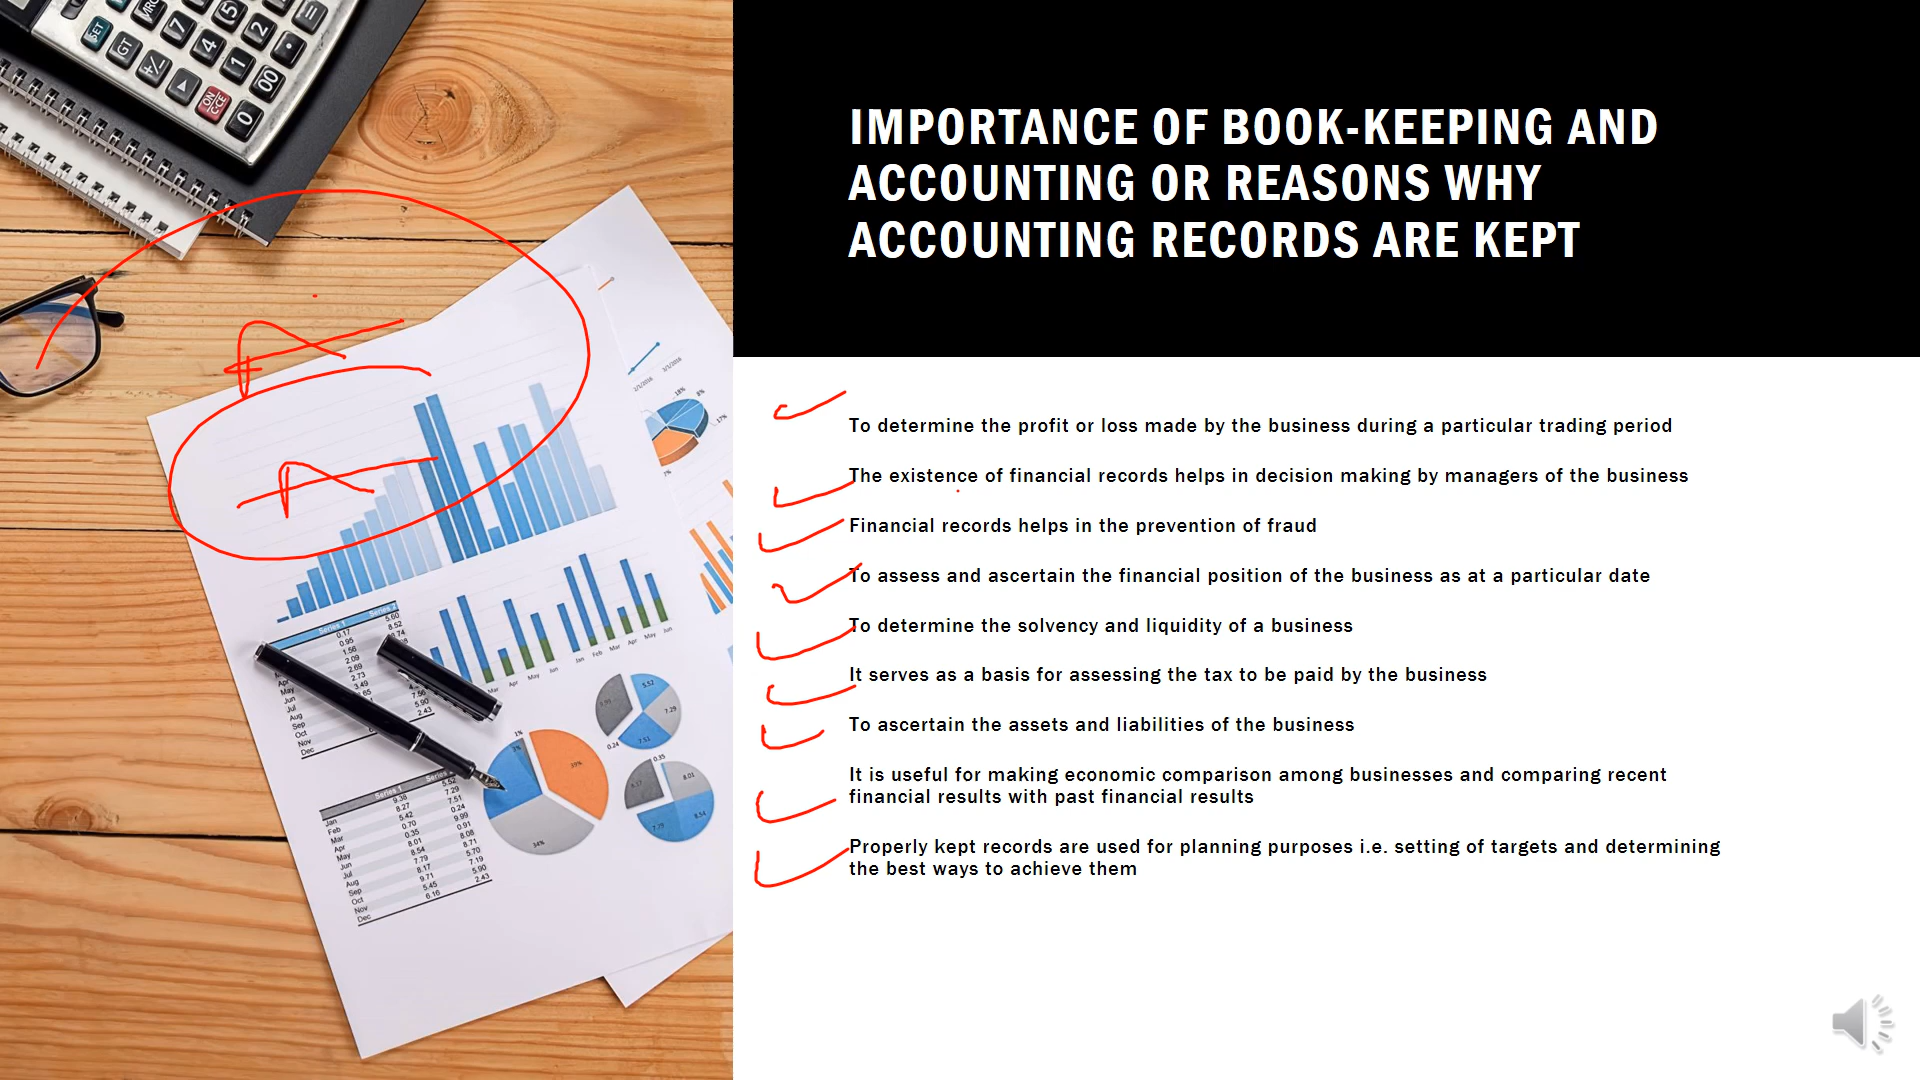 IMPORTANCE OF BOOK-KEEPING AND
ACCOUNTING OR REASONS WHY
ACCOUNTING RECORDS ARE KEPT
To determine the profit or loss made by the business during a particular trading period
The existence of financial records helps in decision making by managers of the business
Financial records helps in the prevention of fraud
To assess and ascertain the financial position of the business as at a particular date
To determine the solvency and liquidity of a business
It serves as a basis for assessing the tax to be paid by the business
To ascertain the assets and liabilities of the business
It is useful for making economic comparison among businesses and comparing recent
financial results with past financial results
Properly kept records are used for planning purposes i.e. setting of targets and determining
the best ways to achieve them